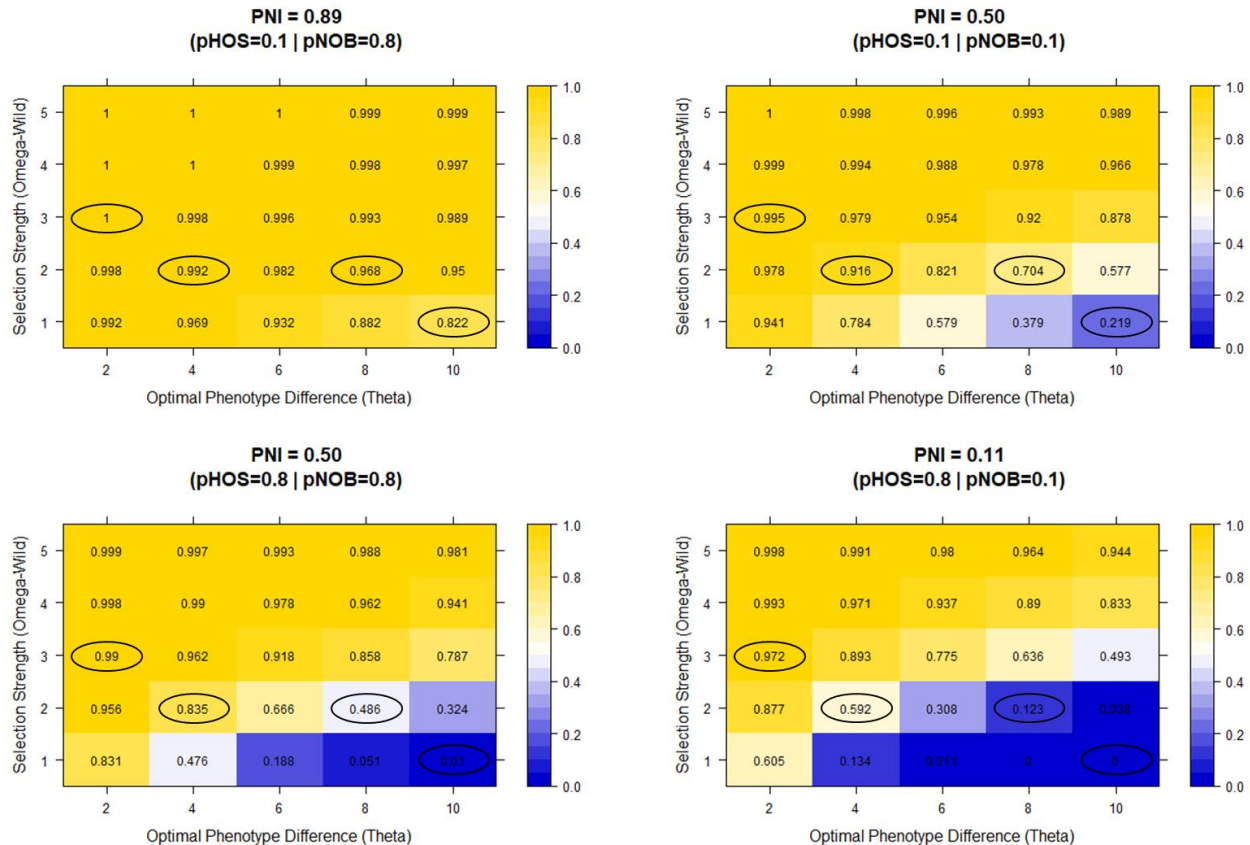 PNI = 0.89
(pHOS=0.1 | pNOB=0.8)
Selection Strength (Omega-Wild)
5 1 1 1 0.999 0.999
4 1 1 0.999 0.998 0.997
3 1 0.998 0.996 0.993 0.989
2 0.998 0.992 0.982 0.968 0.95
1 0.992 0.969 0.932 0.882 0.822
2 4 6 8 10
Optimal Phenotype Difference (Theta)
1.0
0.8
0.6
0.4
0.2
0.0
PNI = 0.50
(pHOS=0.1 | pNOB=0.1)
Selection Strength (Omega-Wild)
5 1 0.998 0.996 0.993 0.989
4 0.999 0.994 0.988 0.978 0.966
3 0.995 0.979 0.954 0.92 0.878
2 0.978 0.916 0.821 0.704 0.577
1 0.941 0.784 0.579 0.379 0.219
2 4 6 8 10
Optimal Phenotype Difference (Theta)
1.0
0.8
0.6
0.4
0.2
0.0
PNI = 0.50
(pHOS=0.8 | pNOB=0.8)
Selection Strength (Omega-Wild)
5 0.999 0.997 0.993 0.988 0.981
4 0.998 0.99 0.978 0.962 0.941
3 0.99 0.962 0.918 0.858 0.787
2 0.956 0.835 0.666 0.486 0.324
1 0.831 0.476 0.188 0.051 0.01
2 4 6 8 10
Optimal Phenotype Difference (Theta)
1.0
0.8
0.6
0.4
0.2
0.0
PNI = 0.11
(pHOS=0.8 | pNOB=0.1)
Selection Strength (Omega-Wild)
5 0.998 0.991 0.98 0.964 0.944
4 0.993 0.971 0.937 0.89 0.833
3 0.972 0.893 0.775 0.636 0.493
2 0.877 0.592 0.308 0.123 0.038
1 0.605 0.134 0.011 0 0
2 4 6 8 10
Optimal Phenotype Difference (Theta)
1.0
0.8
0.6
0.4
0.2
0.0